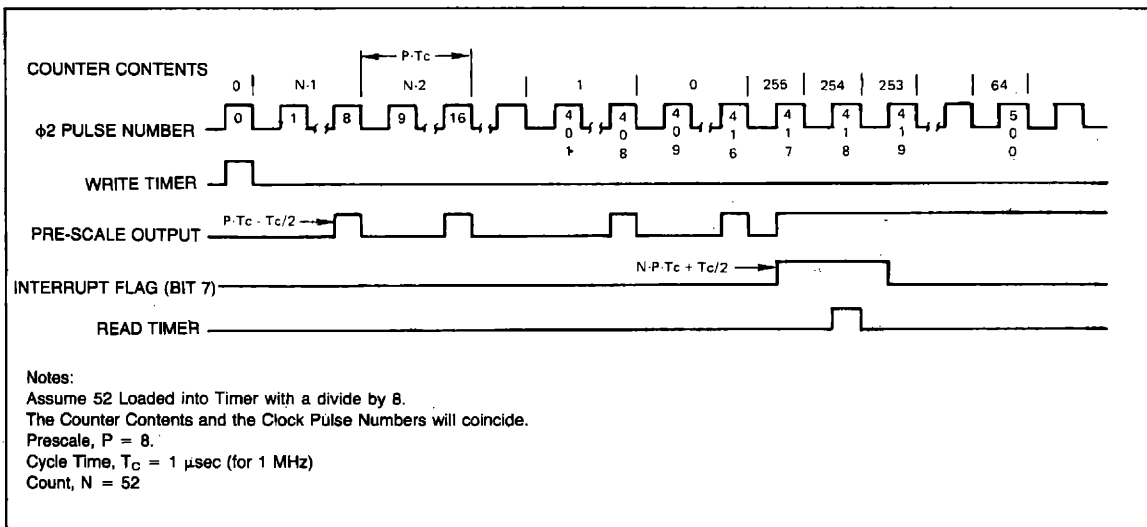 P·Tc
COUNTER CONTENTS
0 N-1 N-2 1 0 255 254 253 64
ϕ2 PULSE NUMBER 0 1 8 9 16 401 408 409 416 417 418 419 500
WRITE TIMER
P·Tc - Tc/2
PRE-SCALE OUTPUT
N·P·Tc + Tc/2
INTERRUPT FLAG (BIT 7)
READ TIMER
Notes:
Assume 52 Loaded into Timer with a divide by 8.
The Counter Contents and the Clock Pulse Numbers will coincide.
Prescale, P = 8.
Cycle Time, TC = 1 μsec (for 1 MHz)
Count, N = 52